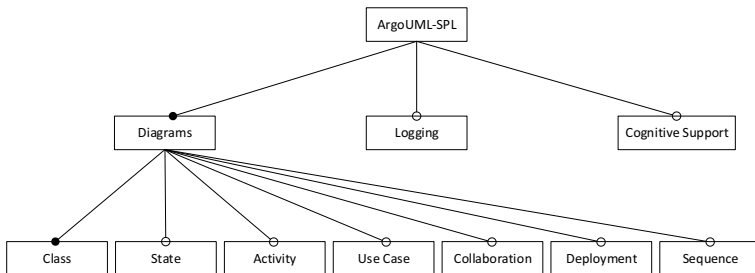 ArgoUML-SPL
Diagrams
Logging
Cognitive Support
Class
State
Activity
Use Case
Collaboration
Deployment
Sequence